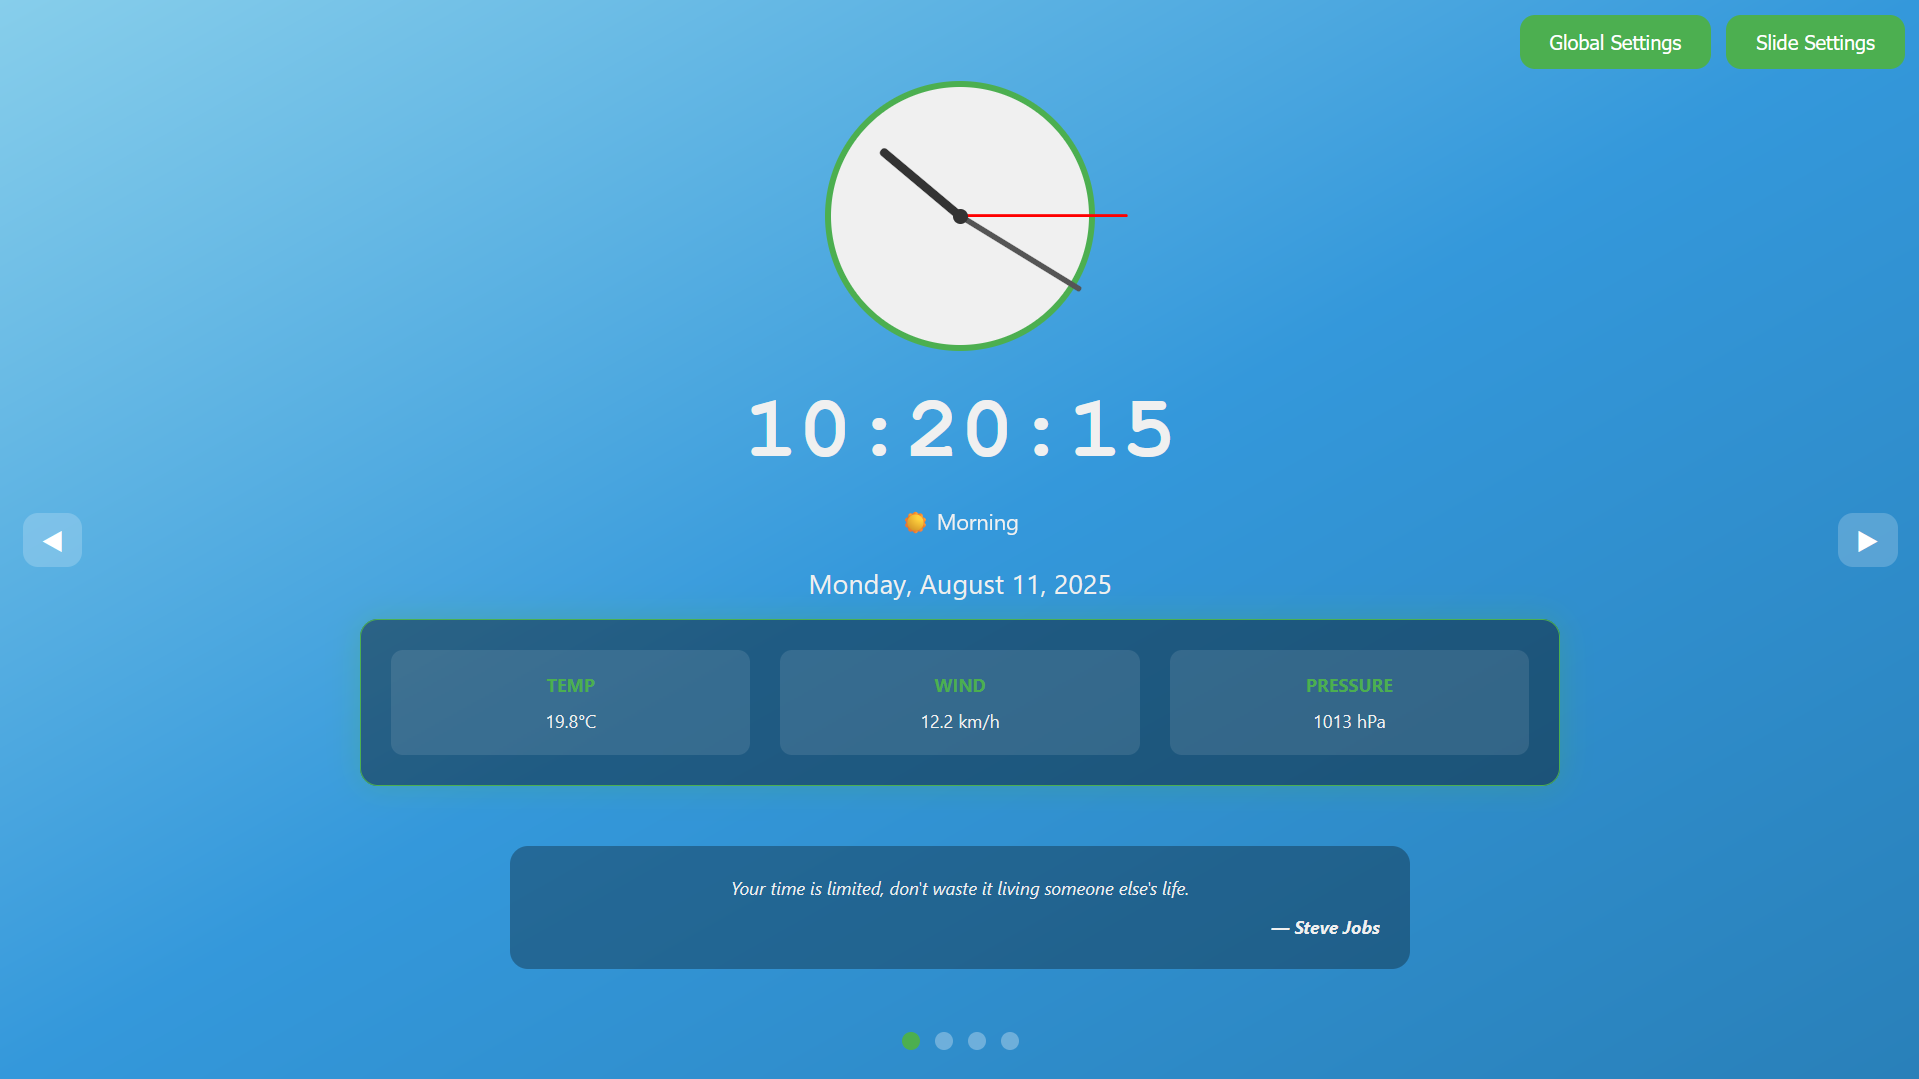 Global Settings
Slide Settings
10:20:15
Morning
Monday, August 11, 2025
TEMP
19.8°C
WIND
12.2 km/h
PRESSURE
1013 hPa
Your time is limited, don't waste it living someone else's life.
— Steve Jobs